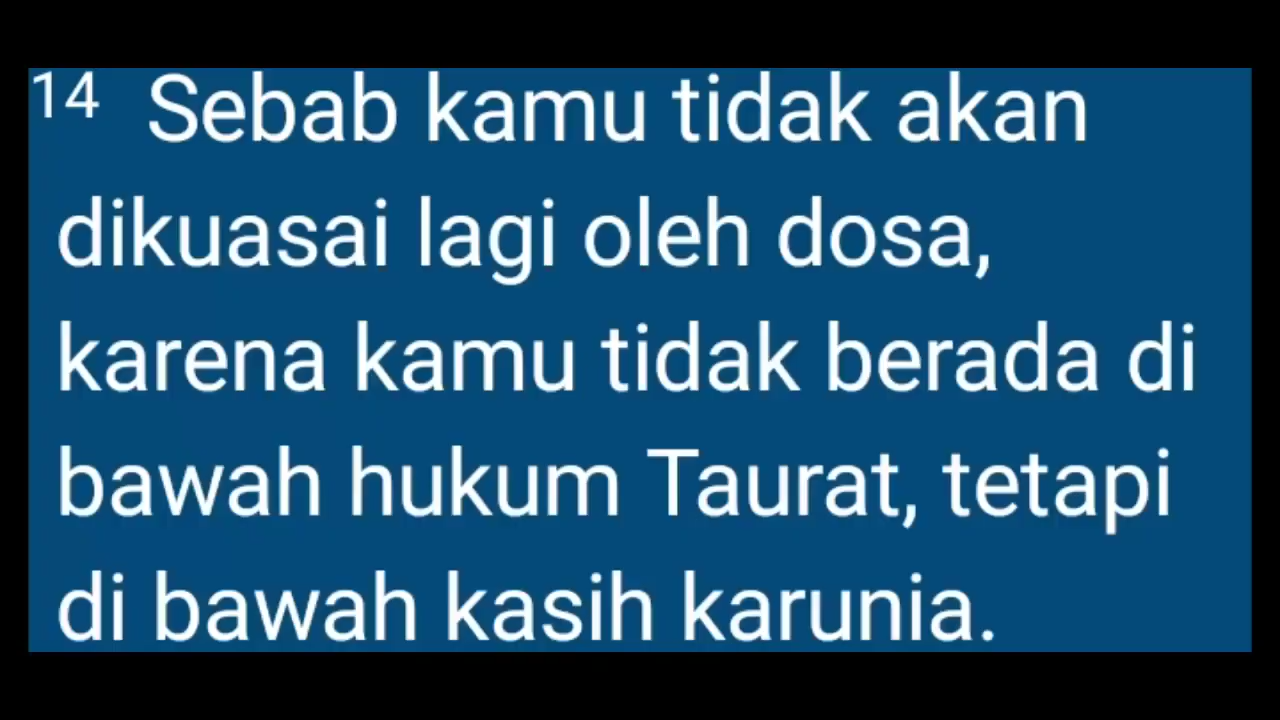 14 Sebab kamu tidak akan
dikuasai lagi oleh dosa,
karena kamu tidak berada di
bawah hukum Taurat, tetapi
di bawah kasih karunia.